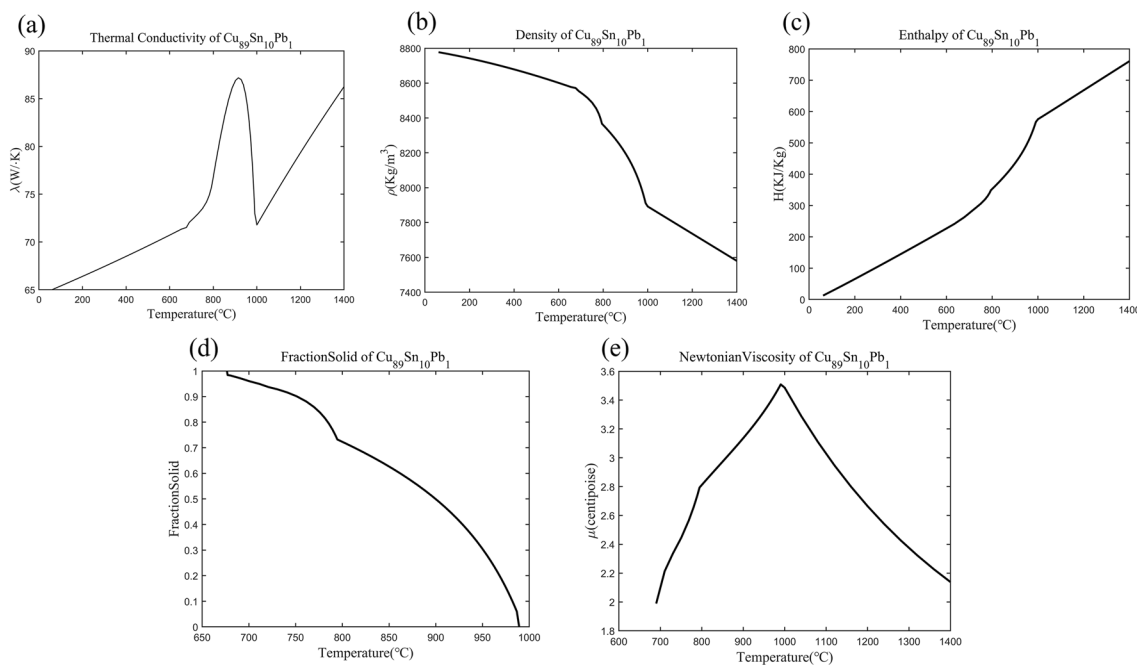 (a)
Thermal Conductivity of Cu₈₉Sn₁₀Pb₁
90
85
80
75
70
65
λ(W/·K)
0 200 400 600 800 1000 1200 1400
Temperature(℃)
(b)
Density of Cu₈₉Sn₁₀Pb₁
8800
8600
8400
8200
8000
7800
7600
7400
ρ(Kg/m³)
0 200 400 600 800 1000 1200 1400
Temperature(℃)
(c)
Enthalpy of Cu₈₉Sn₁₀Pb₁
800
700
600
500
400
300
200
100
0
H(KJ/Kg)
0 200 400 600 800 1000 1200 1400
Temperature(℃)
(d)
FractionSolid of Cu₈₉Sn₁₀Pb₁
1
0.9
0.8
0.7
0.6
0.5
0.4
0.3
0.2
0.1
0
FractionSolid
650 700 750 800 850 900 950 1000
Temperature(℃)
(e)
NewtonianViscosity of Cu₈₉Sn₁₀Pb₁
3.6
3.4
3.2
3
2.8
2.6
2.4
2.2
2
1.8
μ(centipoise)
600 700 800 900 1000 1100 1200 1300 1400
Temperature(℃)